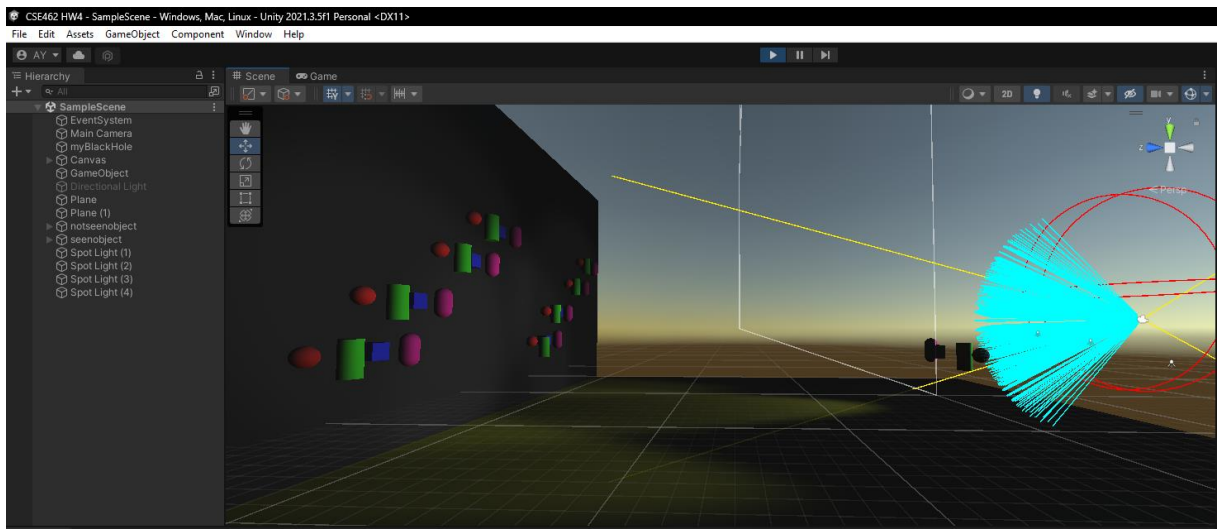 CSE462 HW4 - SampleScene - Windows, Mac, Linux - Unity 2021.3.5f1 Personal <DX11>
File Edit Assets GameObject Component Window Help
AY
Hierarchy
Scene
Game
All
2D
SampleScene
EventSystem
Main Camera
myBlackHole
Canvas
GameObject
Directional Light
Plane
Plane (1)
notseenobject
seenobject
Spot Light (1)
Spot Light (2)
Spot Light (3)
Spot Light (4)
y
z
Persp